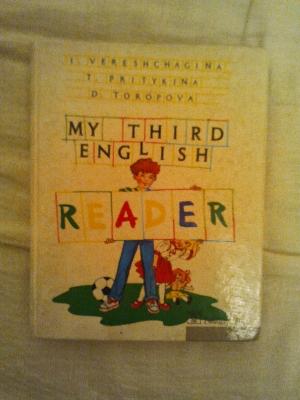 I. VERESHCHAGINA
T. PRITYKINA
D. TOROPOVA
MY THIRD
ENGLISH
READER